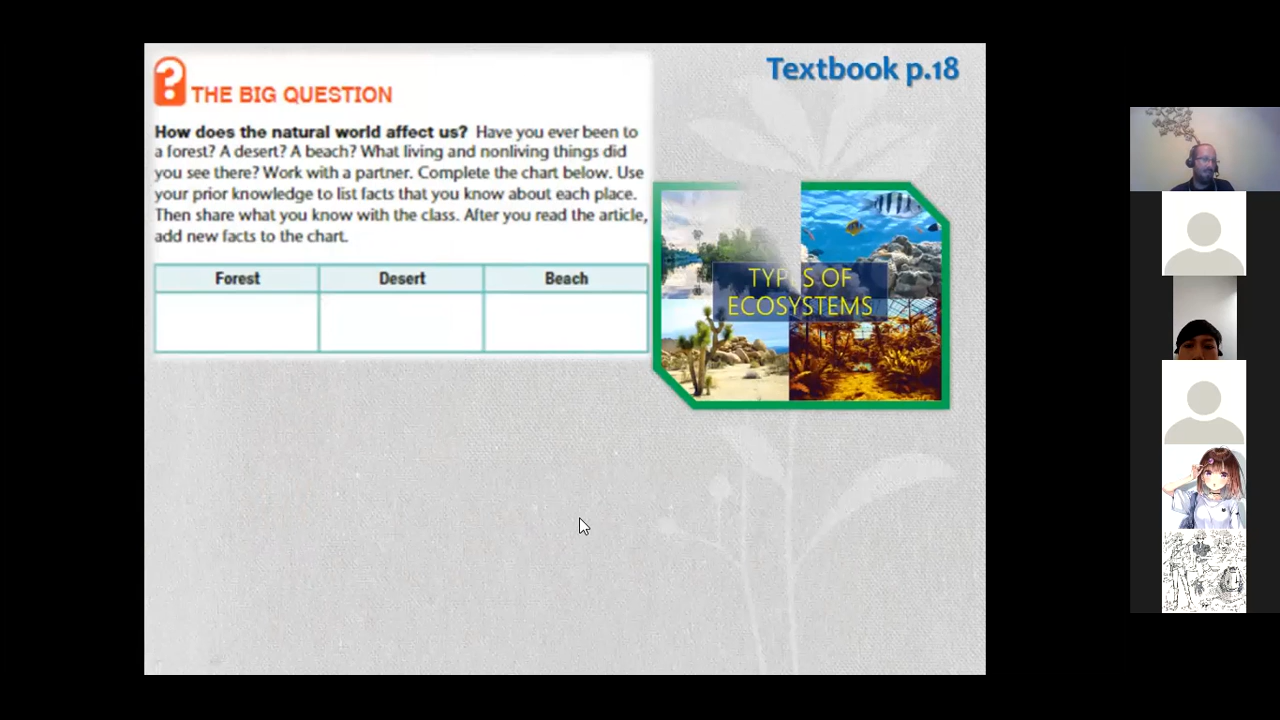 Textbook p.18
?
THE BIG QUESTION
How does the natural world affect us? Have you ever been to
a forest? A desert? A beach? What living and nonliving things did
you see there? Work with a partner. Complete the chart below. Use
your prior knowledge to list facts that you know about each place.
Then share what you know with the class. After you read the article,
add new facts to the chart.
Forest Desert Beach
TYP S OF
ECOSYSTEMS